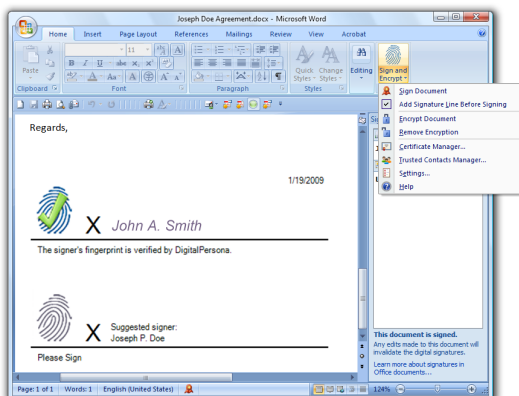 Joseph Doe Agreement.docx - Microsoft Word
Home Insert Page Layout References Mailings Review View Acrobat
Paste
Clipboard
11
Font
Paragraph
Quick Styles
Change Styles
Styles
Editing
Sign and Encrypt
Sign Document
Add Signature Line Before Signing
Encrypt Document
Remove Encryption
Certificate Manager...
Trusted Contacts Manager...
Settings...
Help
Regards,
1/19/2009
X John A. Smith
The signer's fingerprint is verified by DigitalPersona.
X Suggested signer:
Joseph P. Doe
Please Sign
This document is signed.
Any edits made to this document will
invalidate the digital signatures.
Learn more about signatures in
Office documents...
Page: 1 of 1 Words: 1 English (United States) 124%